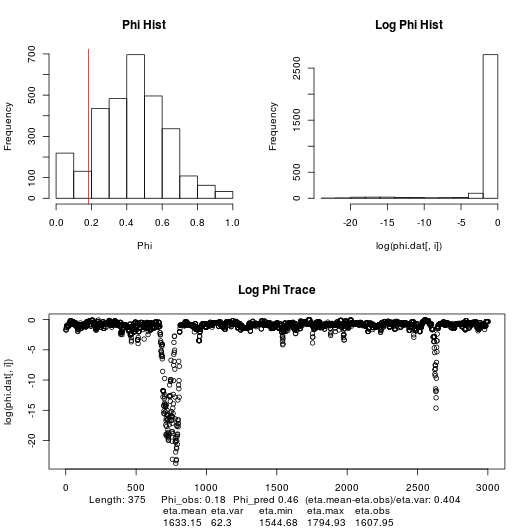 Phi Hist
Log Phi Hist
Frequency
0 100 300 500 700
0.0 0.2 0.4 0.6 0.8 1.0
Phi
Frequency
0 500 1500 2500
-20 -15 -10 -5 0
log(phi.dat[, i])
Log Phi Trace
log(phi.dat[, i])
0 -5 -10 -15 -20
0 500 1000 1500 2000 2500 3000
Length: 375 Phi_obs: 0.18 Phi_pred 0.46 (eta.mean-eta.obs)/eta.var: 0.404
eta.mean eta.var eta.min eta.max eta.obs
1633.15 62.3 1544.68 1794.93 1607.95